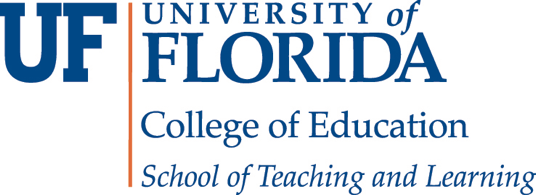 UF
UNIVERSITY of
FLORIDA
College of Education
School of Teaching and Learning